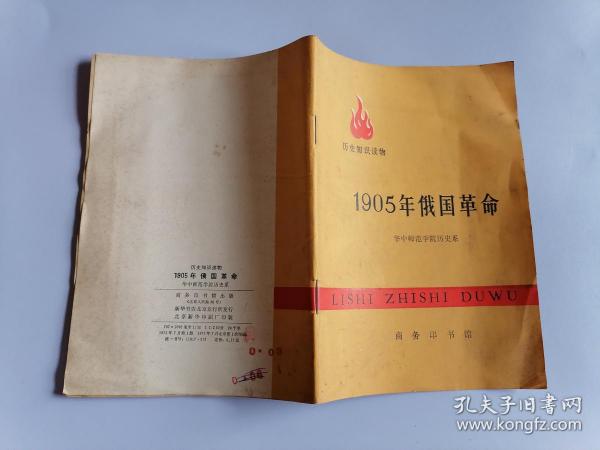 历史知识读物
1905年俄国革命
华中师范学院历史系
LISHI ZHISHI DUWU
商务印书馆
历史知识读物
1905年俄国革命
华中师范学院历史系
商务印书馆出版
新华书店北京发行所发行
北京新华印刷厂印装
孔夫子旧书网
www.kongfz.com